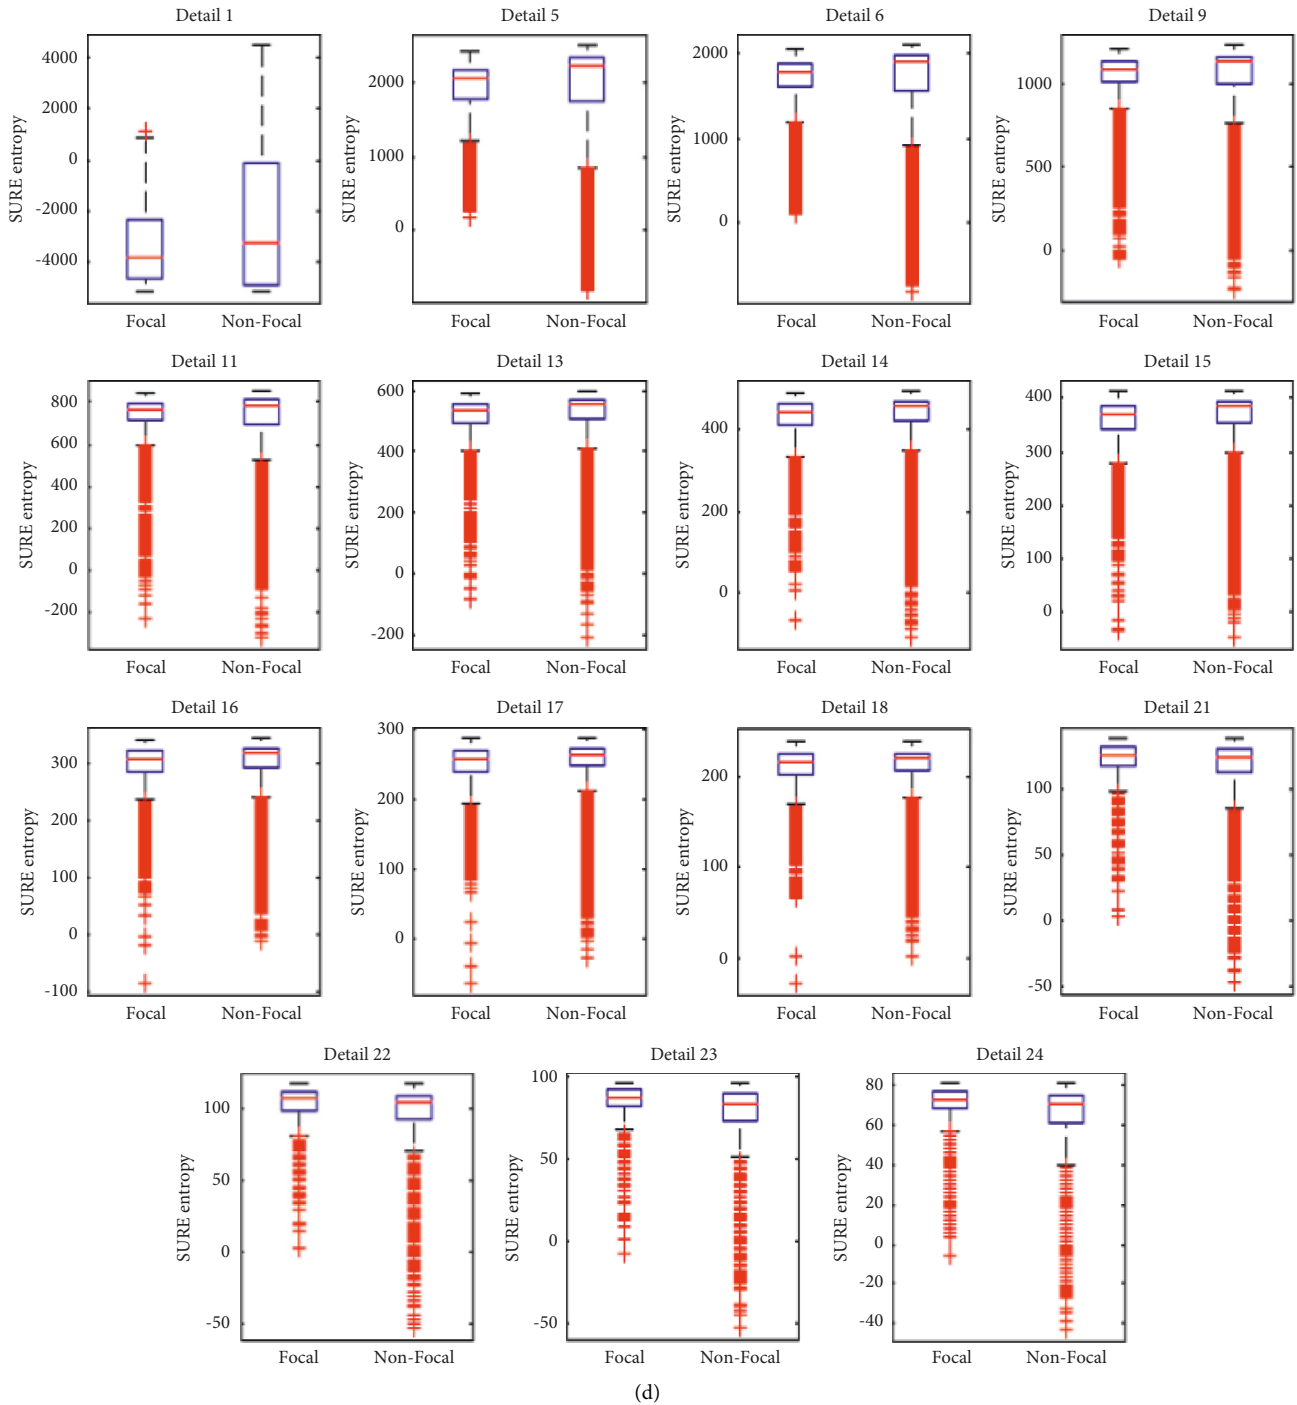 Detail 1
SURE entropy
4000
2000
0
-2000
-4000
Focal Non-Focal
Detail 5
SURE entropy
2000
1000
0
Focal Non-Focal
Detail 6
SURE entropy
2000
1000
0
Focal Non-Focal
Detail 9
SURE entropy
1000
500
0
Focal Non-Focal
Detail 11
SURE entropy
800
600
400
200
0
-200
Focal Non-Focal
Detail 13
SURE entropy
600
400
200
0
-200
Focal Non-Focal
Detail 14
SURE entropy
400
200
0
Focal Non-Focal
Detail 15
SURE entropy
400
300
200
100
0
Focal Non-Focal
Detail 16
SURE entropy
300
200
100
0
-100
Focal Non-Focal
Detail 17
SURE entropy
300
200
100
0
Focal Non-Focal
Detail 18
SURE entropy
200
100
0
Focal Non-Focal
Detail 21
SURE entropy
100
50
0
-50
Focal Non-Focal
Detail 22
SURE entropy
100
50
0
-50
Focal Non-Focal
Detail 23
SURE entropy
100
50
0
-50
Focal Non-Focal
Detail 24
SURE entropy
80
60
40
20
0
-20
-40
Focal Non-Focal
(d)